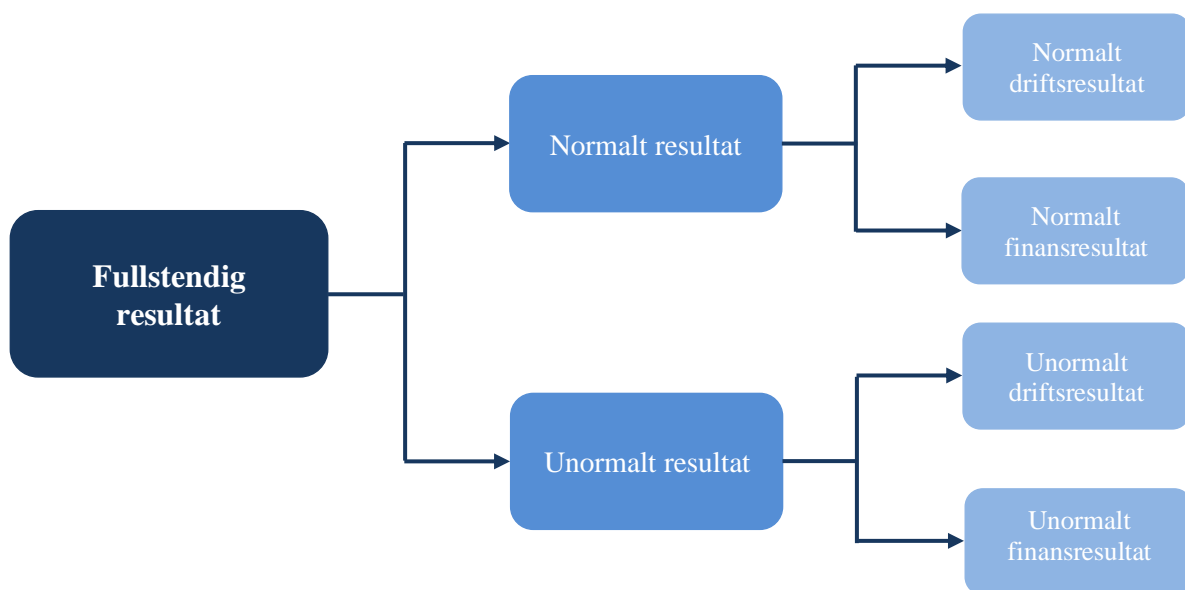 Fullstendig
resultat
Normalt resultat
Normalt
driftsresultat
Normalt
finansresultat
Unormalt resultat
Unormalt
driftsresultat
Unormalt
finansresultat